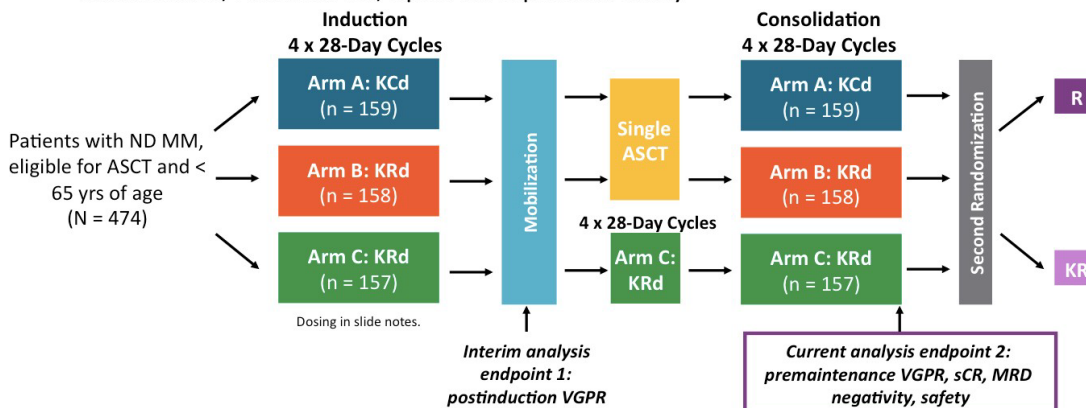 Induction
4 x 28-Day Cycles
Consolidation
4 x 28-Day Cycles
Patients with ND MM,
eligible for ASCT and <
65 yrs of age
(N = 474)
Arm A: KCd
(n = 159)
Arm B: KRd
(n = 158)
Arm C: KRd
(n = 157)
Dosing in slide notes.
Mobilization
Single
ASCT
4 x 28-Day Cycles
Arm C:
KRd
Arm A: KCd
(n = 159)
Arm B: KRd
(n = 158)
Arm C: KRd
(n = 157)
Second Randomization
R
KR
Interim analysis
endpoint 1:
postinduction VGPR
Current analysis endpoint 2:
premaintenance VGPR, sCR, MRD
negativity, safety